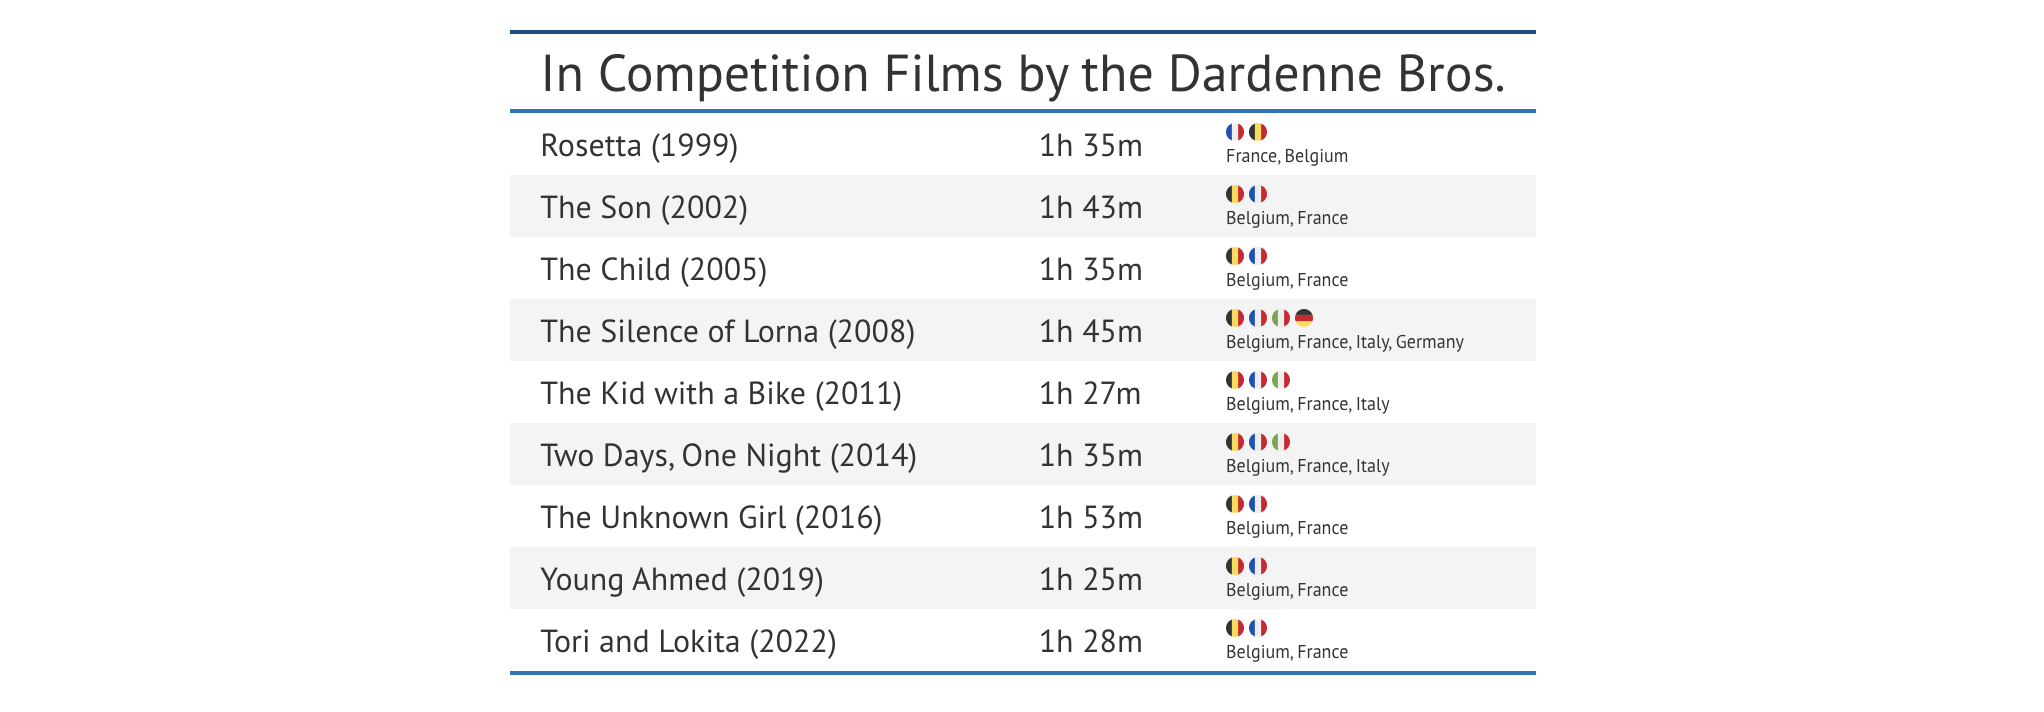 In Competition Films by the Dardenne Bros.
Rosetta (1999) 1h 35m France, Belgium
The Son (2002) 1h 43m Belgium, France
The Child (2005) 1h 35m Belgium, France
The Silence of Lorna (2008) 1h 45m Belgium, France, Italy, Germany
The Kid with a Bike (2011) 1h 27m Belgium, France, Italy
Two Days, One Night (2014) 1h 35m Belgium, France, Italy
The Unknown Girl (2016) 1h 53m Belgium, France
Young Ahmed (2019) 1h 25m Belgium, France
Tori and Lokita (2022) 1h 28m Belgium, France